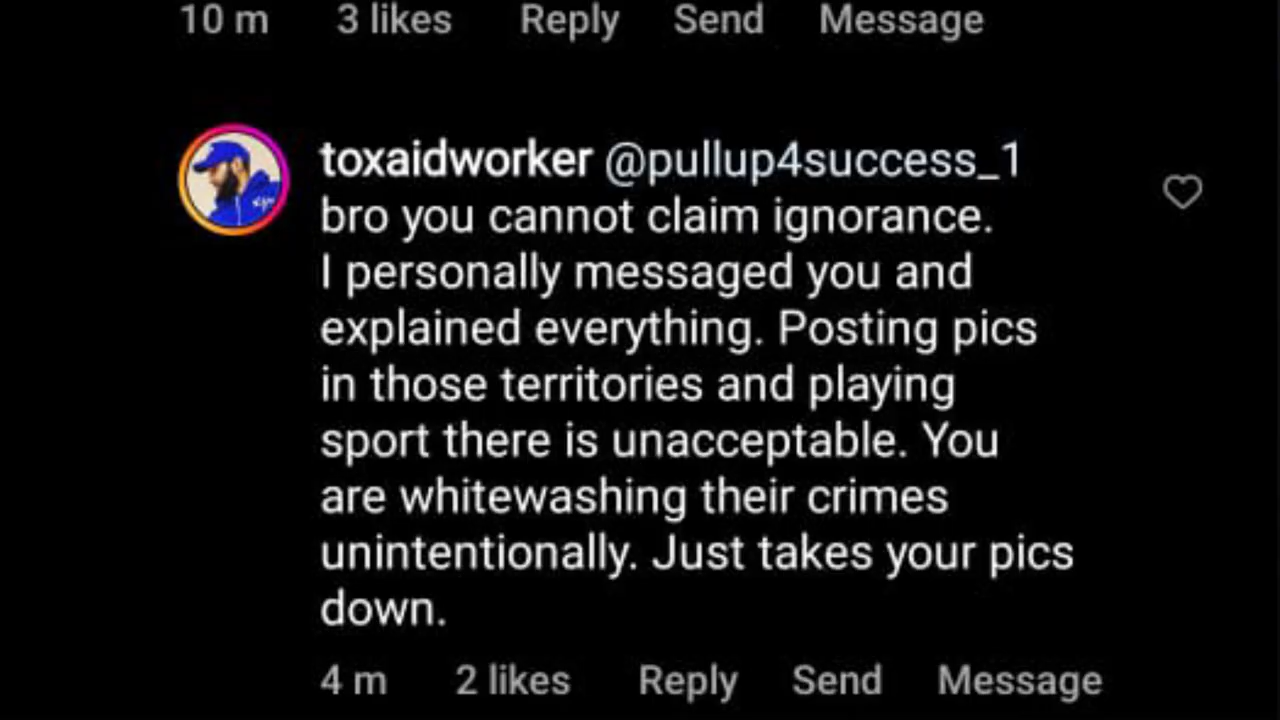 10 m 3 likes Reply Send Message
toxaidworker @pullup4success_1
bro you cannot claim ignorance.
I personally messaged you and
explained everything. Posting pics
in those territories and playing
sport there is unacceptable. You
are whitewashing their crimes
unintentionally. Just takes your pics
down.
4 m 2 likes Reply Send Message